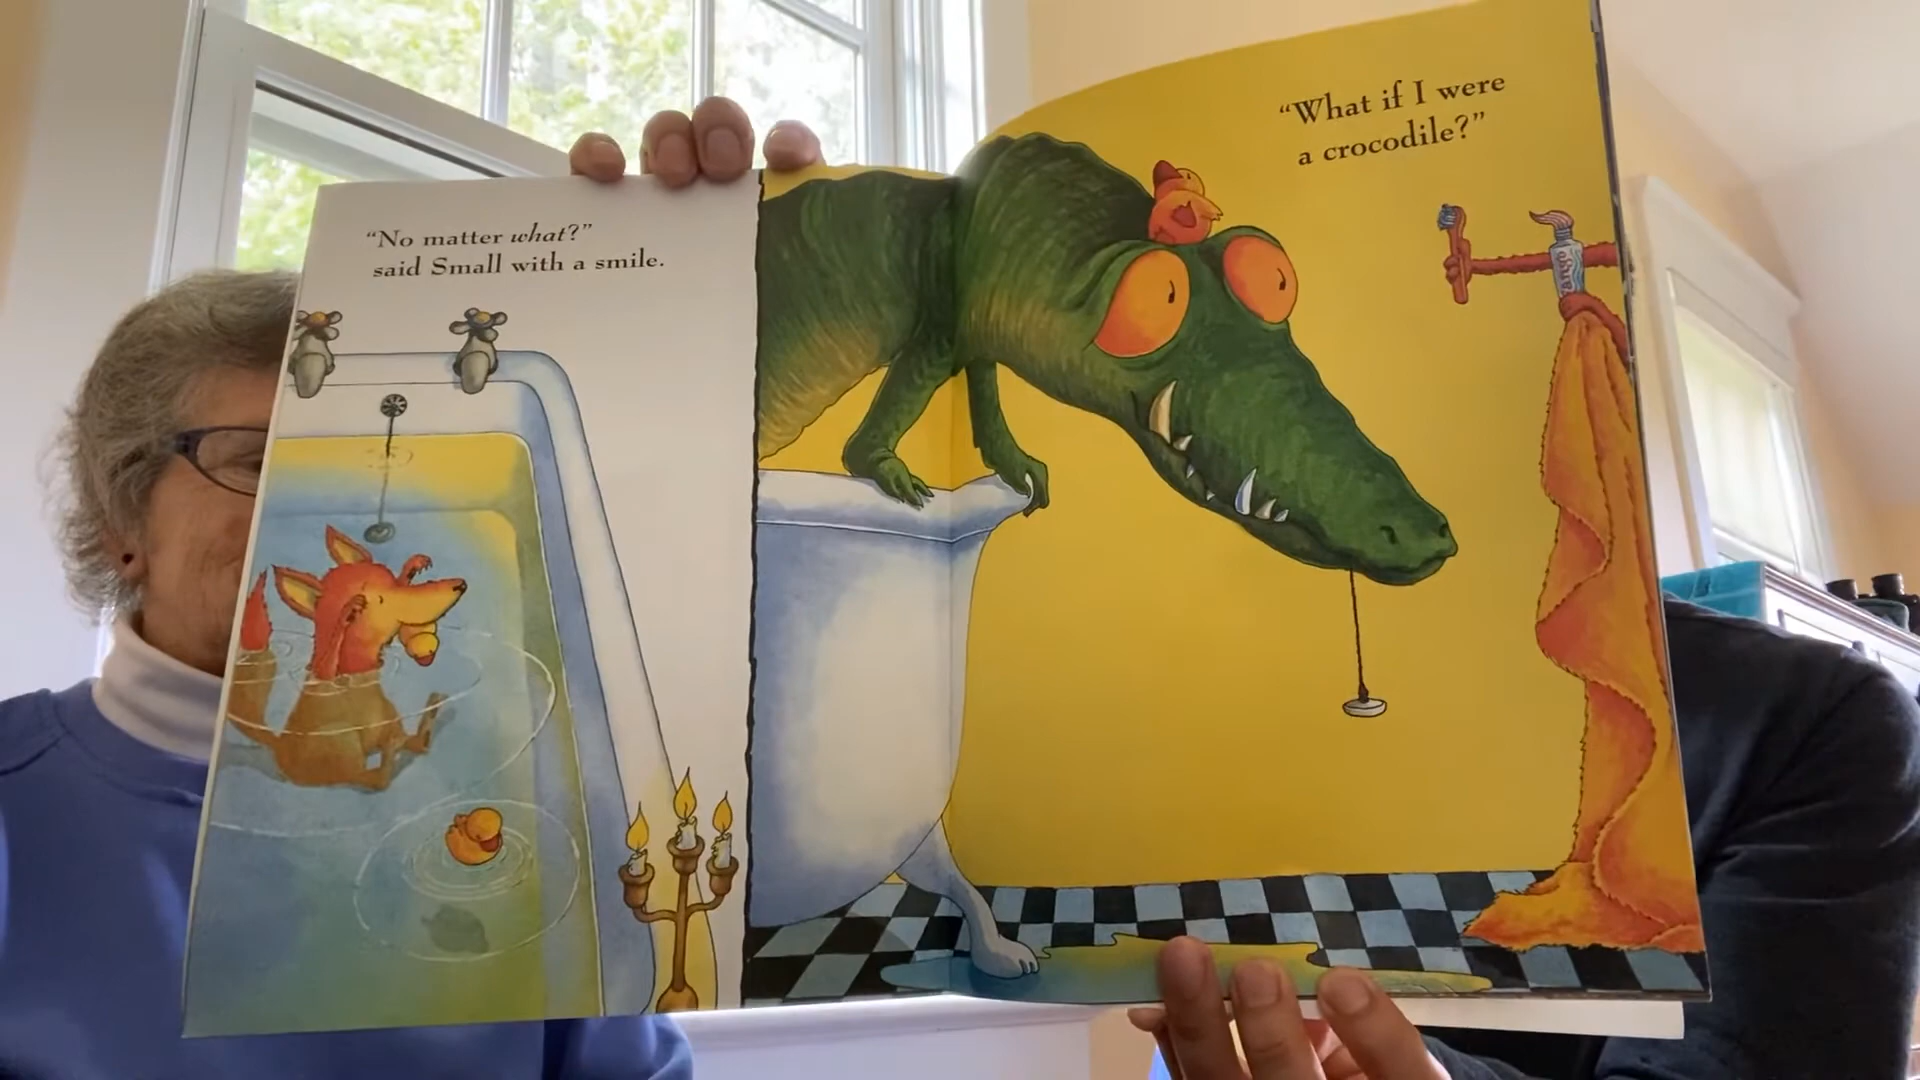 “No matter what?”
said Small with a smile.
“What if I were
a crocodile?”